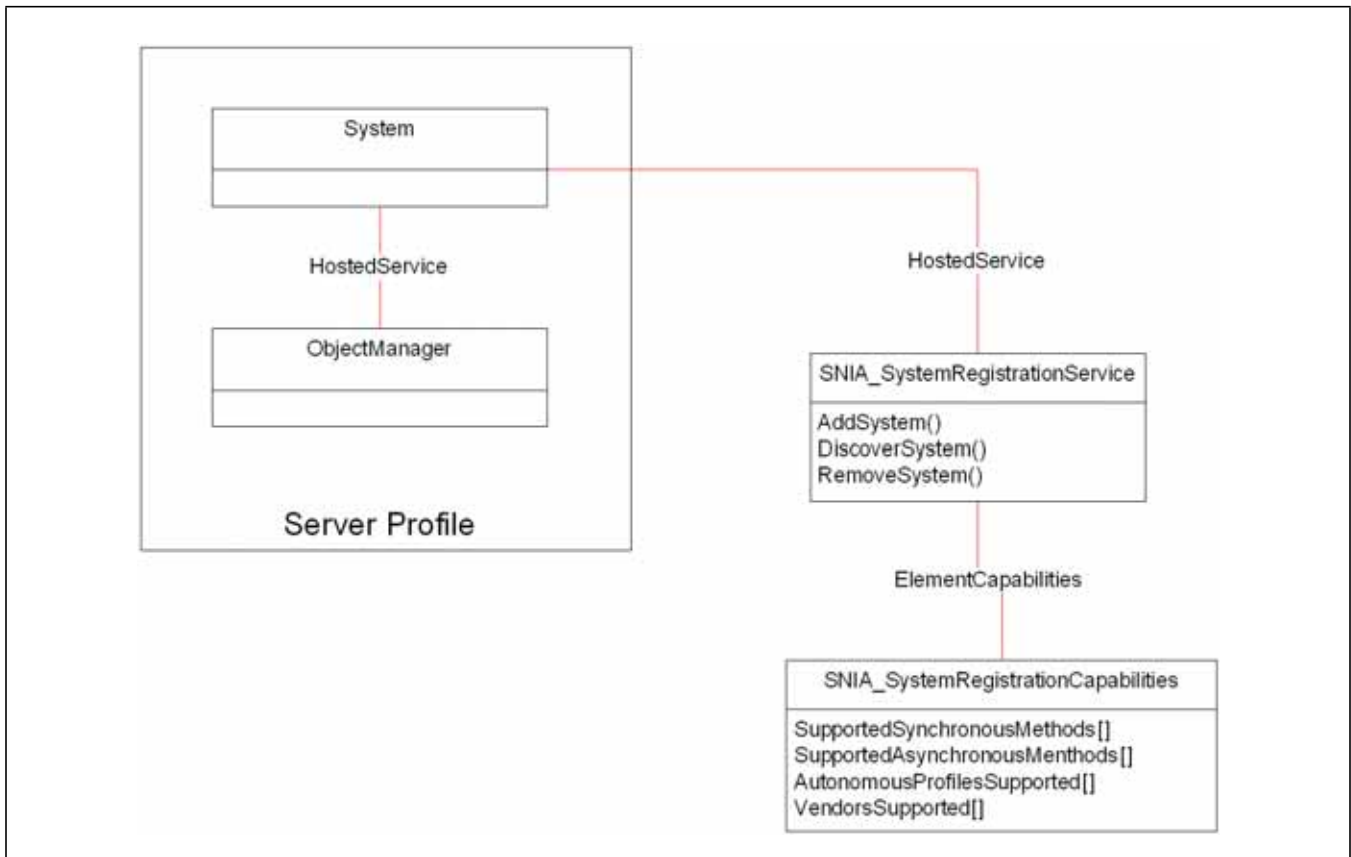 System
HostedService
ObjectManager
Server Profile
HostedService
SNIA_SystemRegistrationService
AddSystem()
DiscoverSystem()
RemoveSystem()
ElementCapabilities
SNIA_SystemRegistrationCapabilities
SupportedSynchronousMethods[]
SupportedAsynchronousMenthods[]
AutonomousProfilesSupported[]
VendorsSupported[]